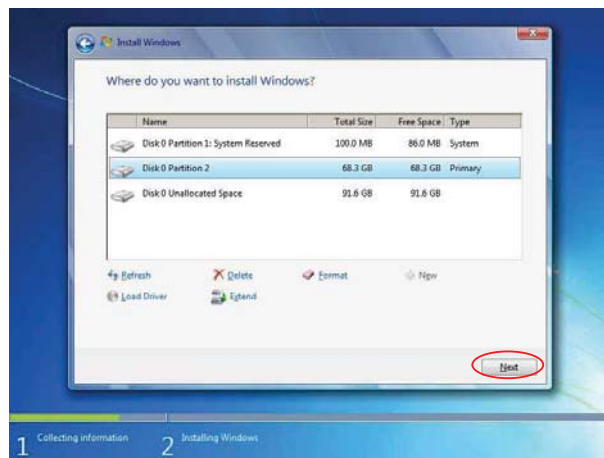 Install Windows
Where do you want to install Windows?
Name Total Size Free Space Type
Disk 0 Partition 1: System Reserved 100.0 MB 86.0 MB System
Disk 0 Partition 2 68.3 GB 68.3 GB Primary
Disk 0 Unallocated Space 91.6 GB 91.6 GB
Refresh Delete Format New
Load Driver Extend
Next
1 Collecting information 2 Installing Windows